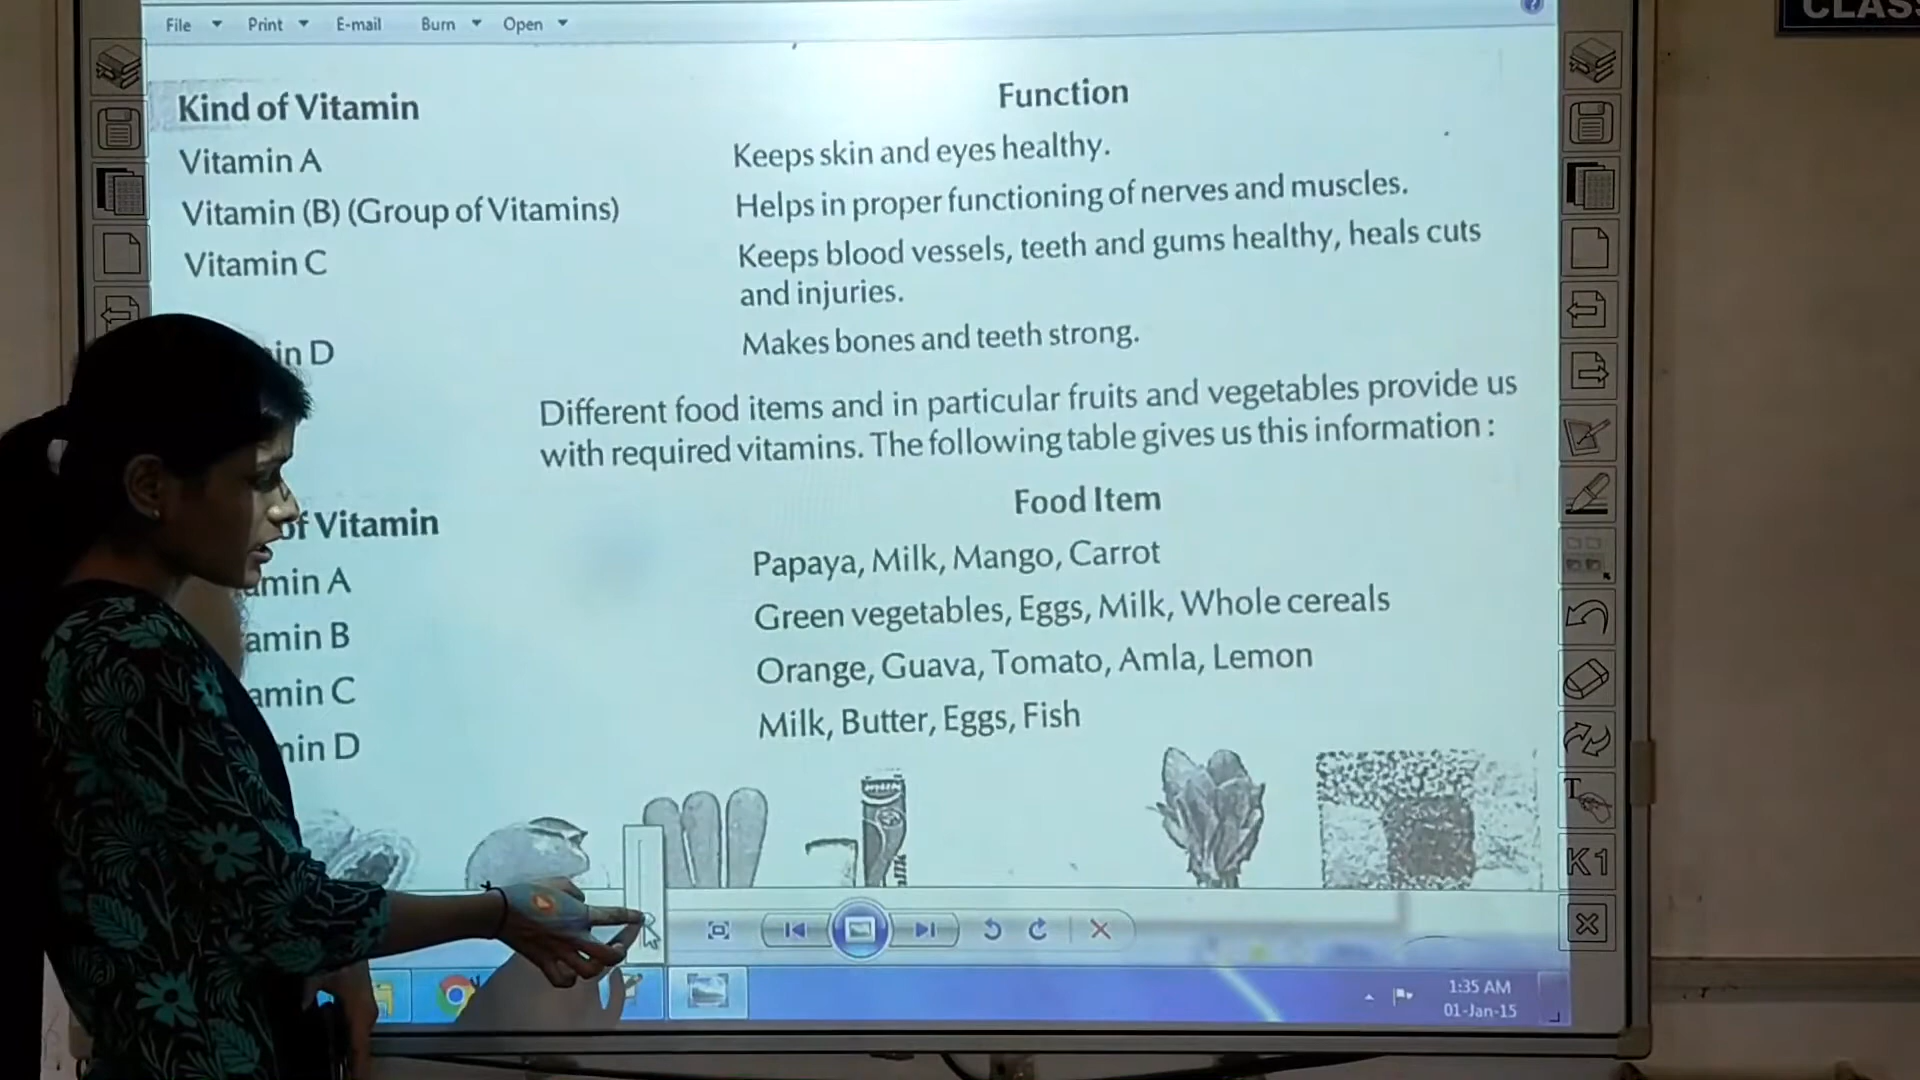 CLAS
File Print E-mail Burn Open
Kind of Vitamin Function
Vitamin A Keeps skin and eyes healthy.
Vitamin (B) (Group of Vitamins) Helps in proper functioning of nerves and muscles.
Vitamin C Keeps blood vessels, teeth and gums healthy, heals cuts
and injuries.
in D Makes bones and teeth strong.
Different food items and in particular fruits and vegetables provide us
with required vitamins. The following table gives us this information :
of Vitamin Food Item
amin A Papaya, Milk, Mango, Carrot
amin B Green vegetables, Eggs, Milk, Whole cereals
amin C Orange, Guava, Tomato, Amla, Lemon
min D Milk, Butter, Eggs, Fish
T
K1
1:35 AM
01-Jan-15